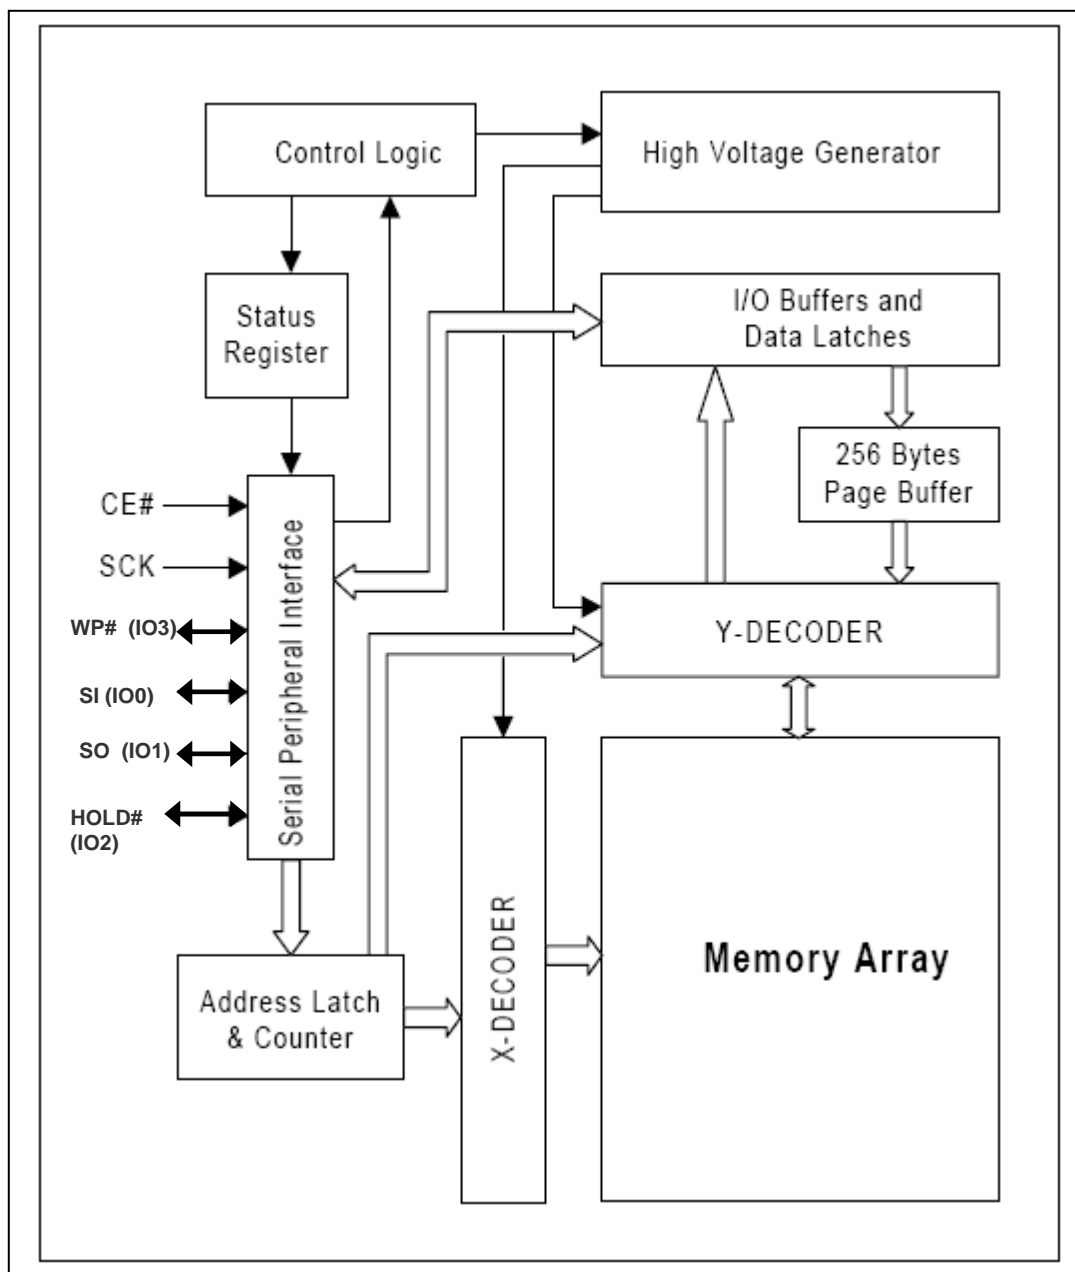 Control Logic
High Voltage Generator
Status
Register
I/O Buffers and
Data Latches
256 Bytes
Page Buffer
CE#
SCK
WP# (IO3)
SI (IO0)
SO (IO1)
HOLD#
(IO2)
Serial Peripheral Interface
Y-DECODER
X-DECODER
Memory Array
Address Latch
& Counter